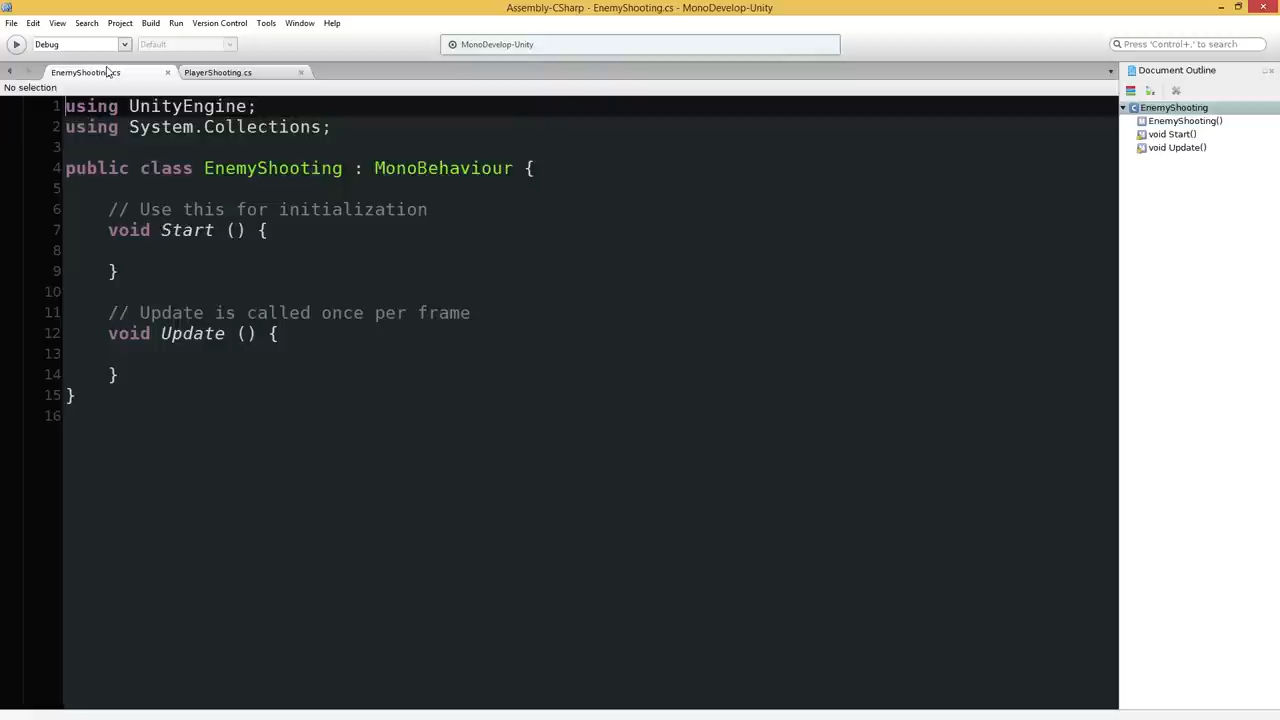 Assembly-CSharp - EnemyShooting.cs - MonoDevelop-Unity
File Edit View Search Project Build Run Version Control Tools Window Help
Debug Default MonoDevelop-Unity Press 'Control+,' to search
EnemyShooting.cs PlayerShooting.cs Document Outline
No selection
1 using UnityEngine;
2 using System.Collections;
3
4 public class EnemyShooting : MonoBehaviour {
5
6 // Use this for initialization
7 void Start () {
8
9 }
10
11 // Update is called once per frame
12 void Update () {
13
14 }
15 }
16
EnemyShooting
EnemyShooting()
void Start()
void Update()